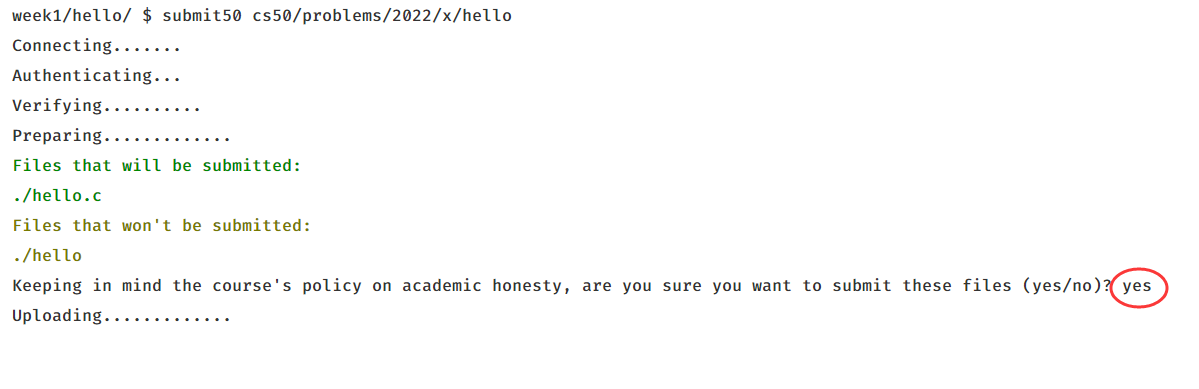 week1/hello/ $ submit50 cs50/problems/2022/x/hello
Connecting.......
Authenticating...
Verifying..........
Preparing.............
Files that will be submitted:
./hello.c
Files that won't be submitted:
./hello
Keeping in mind the course's policy on academic honesty, are you sure you want to submit these files (yes/no)? yes
Uploading.............